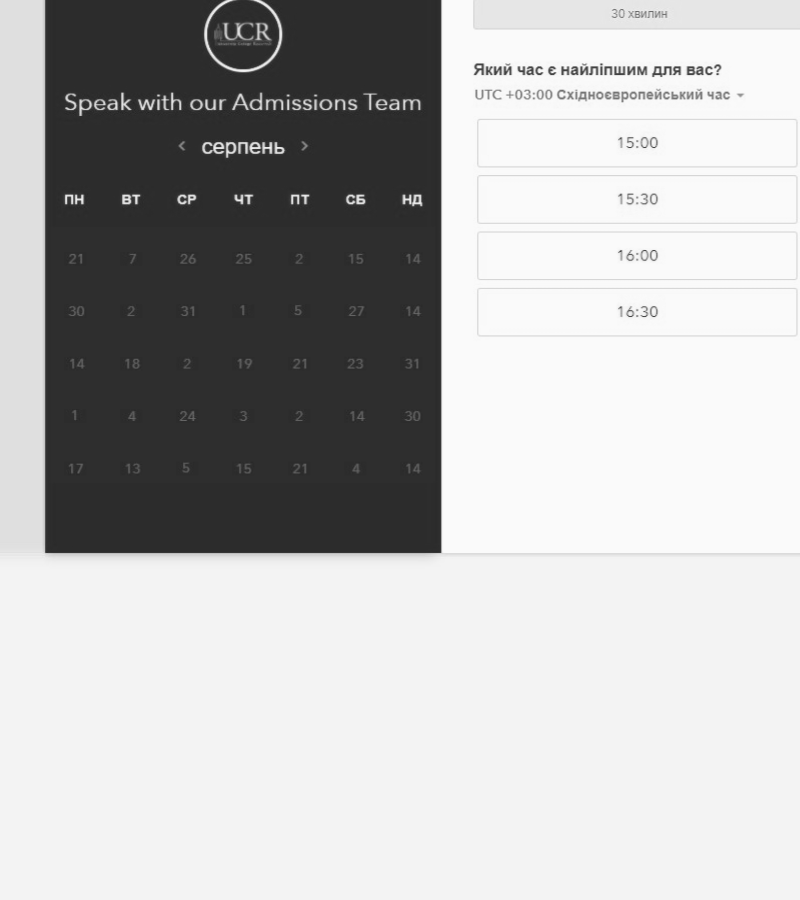 UCR
Speak with our Admissions Team
серпень
ПН ВТ СР ЧТ ПТ СБ НД
21 7 26 25 2 15 14
30 2 31 1 5 27 14
14 18 2 19 21 23 31
1 4 24 3 2 14 30
17 13 5 15 21 4 14
30 хвилин
Який час є найліпшим для вас?
UTC +03:00 Східноєвропейський час
15:00
15:30
16:00
16:30